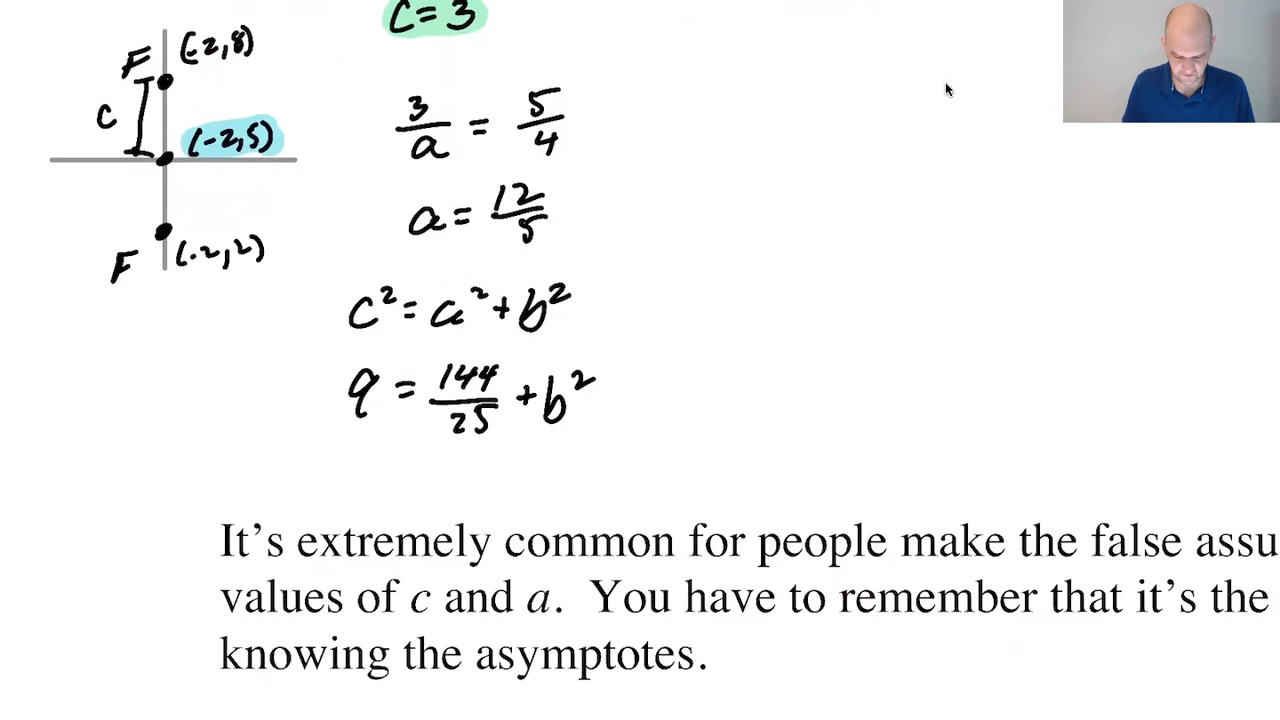 c = 3
F (-2,8)
c
(-2,5)
F (-2,2)
3/a = 5/4
a = 12/5
c² = a² + b²
9 = 144/25 + b²
It's extremely common for people make the false assu
values of c and a. You have to remember that it's the
knowing the asymptotes.